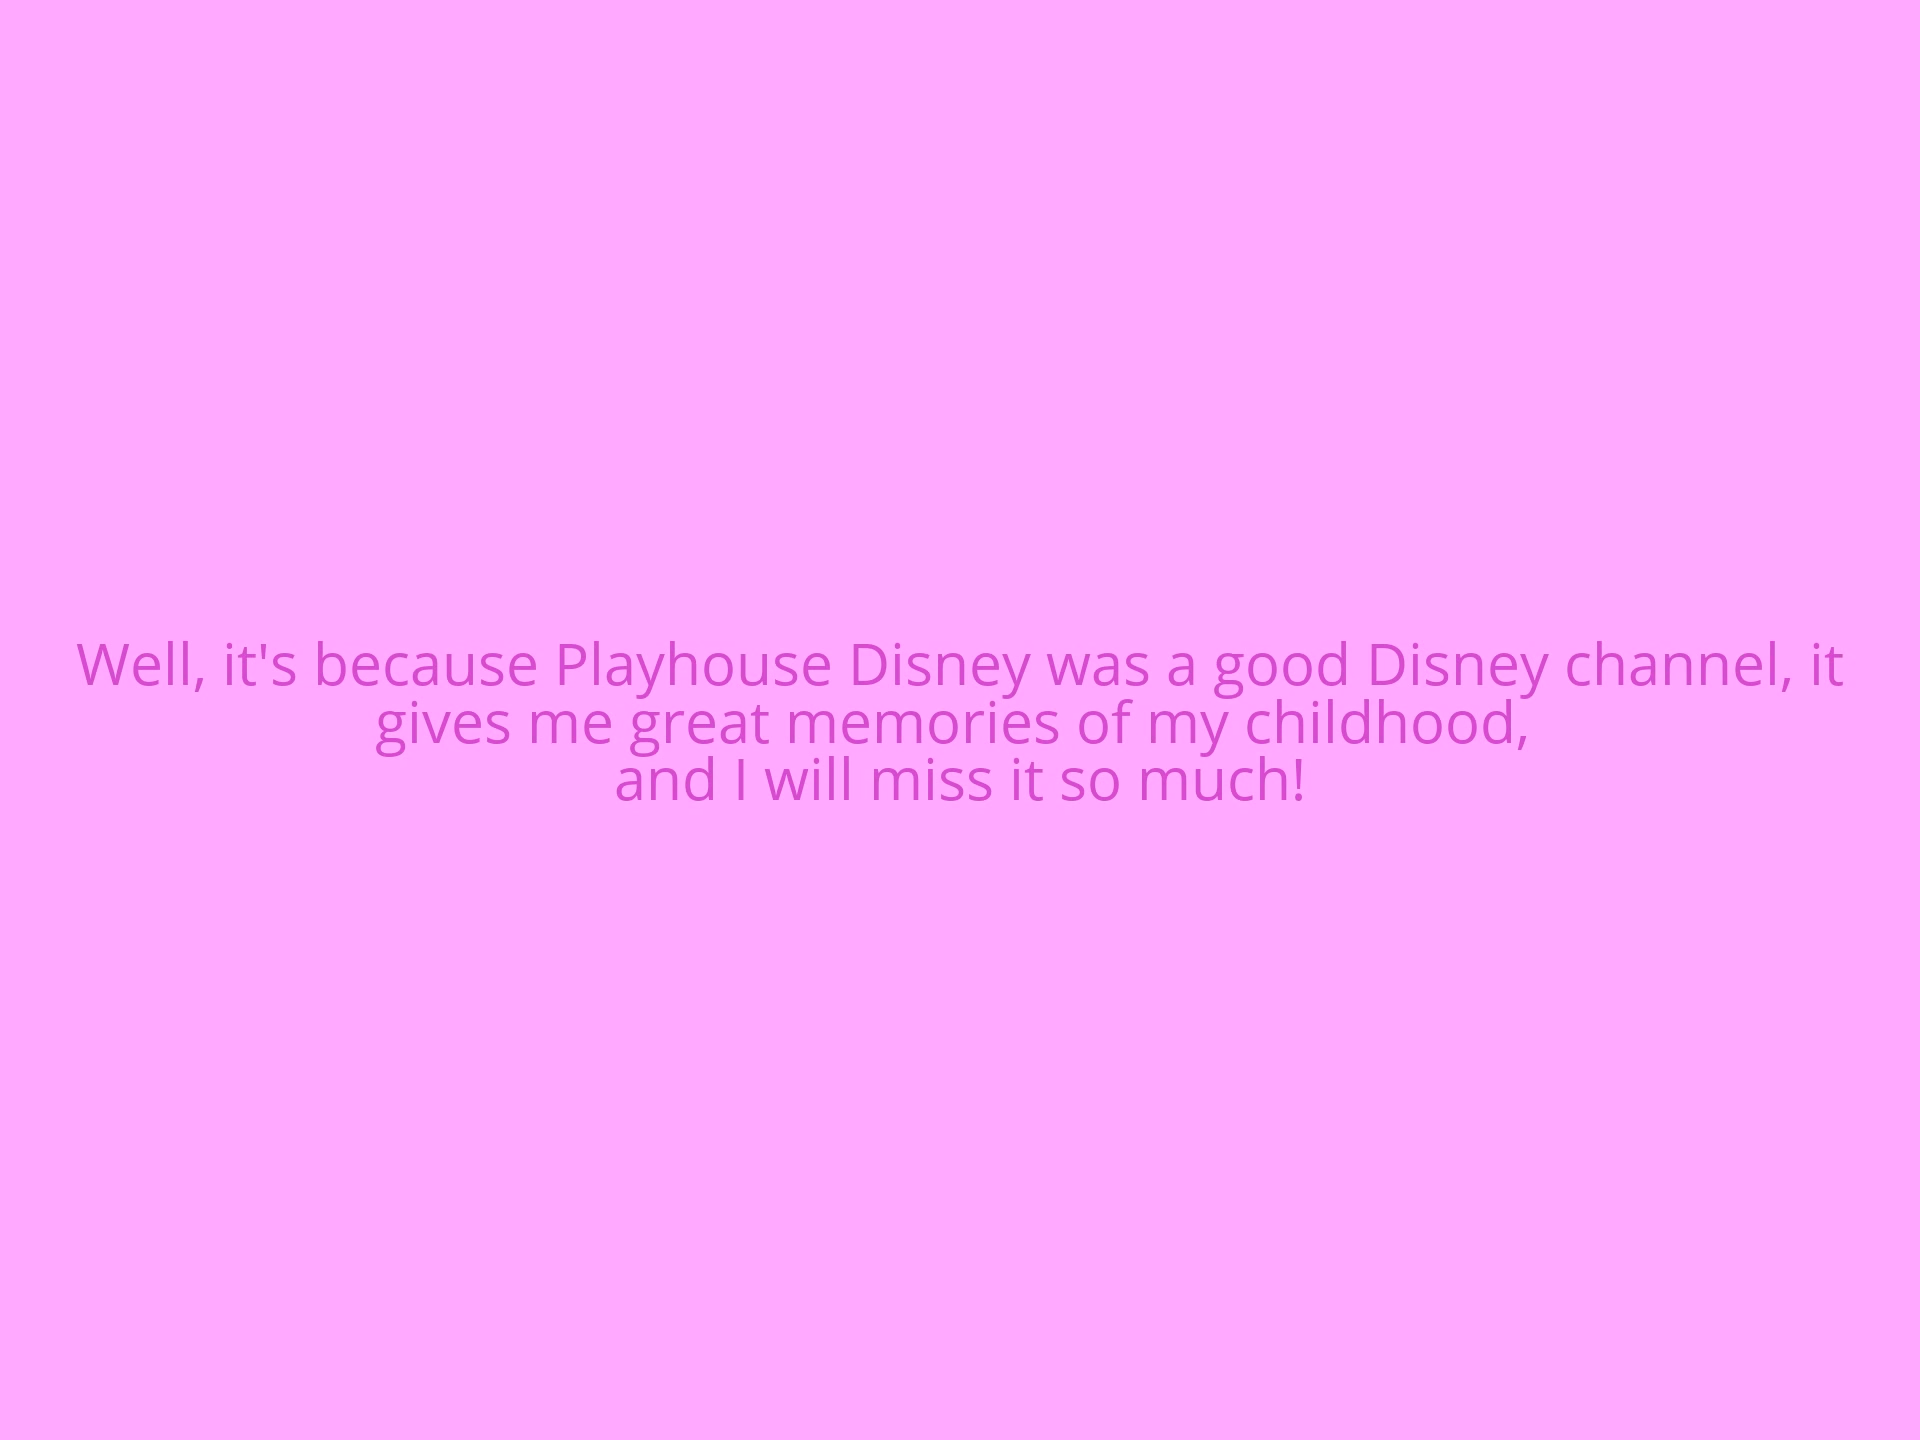 Well, it's because Playhouse Disney was a good Disney channel, it
gives me great memories of my childhood,
and I will miss it so much!